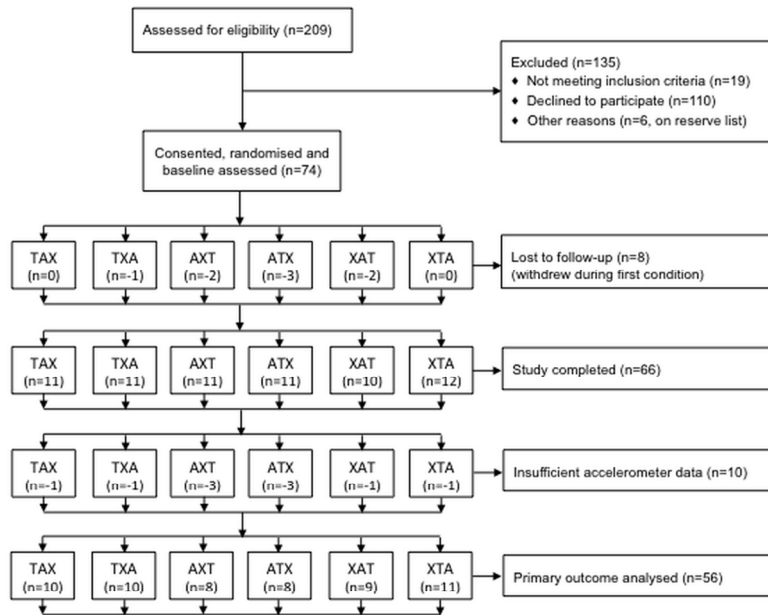 Assessed for eligibility (n=209)
Excluded (n=135)
♦ Not meeting inclusion criteria (n=19)
♦ Declined to participate (n=110)
♦ Other reasons (n=6, on reserve list)
Consented, randomised and
baseline assessed (n=74)
TAX
(n=0)
TXA
(n=-1)
AXT
(n=-2)
ATX
(n=-3)
XAT
(n=-2)
XTA
(n=0)
Lost to follow-up (n=8)
(withdrew during first condition)
TAX
(n=11)
TXA
(n=11)
AXT
(n=11)
ATX
(n=11)
XAT
(n=10)
XTA
(n=12)
Study completed (n=66)
TAX
(n=-1)
TXA
(n=-1)
AXT
(n=-3)
ATX
(n=-3)
XAT
(n=-1)
XTA
(n=-1)
Insufficient accelerometer data (n=10)
TAX
(n=10)
TXA
(n=10)
AXT
(n=8)
ATX
(n=8)
XAT
(n=9)
XTA
(n=11)
Primary outcome analysed (n=56)